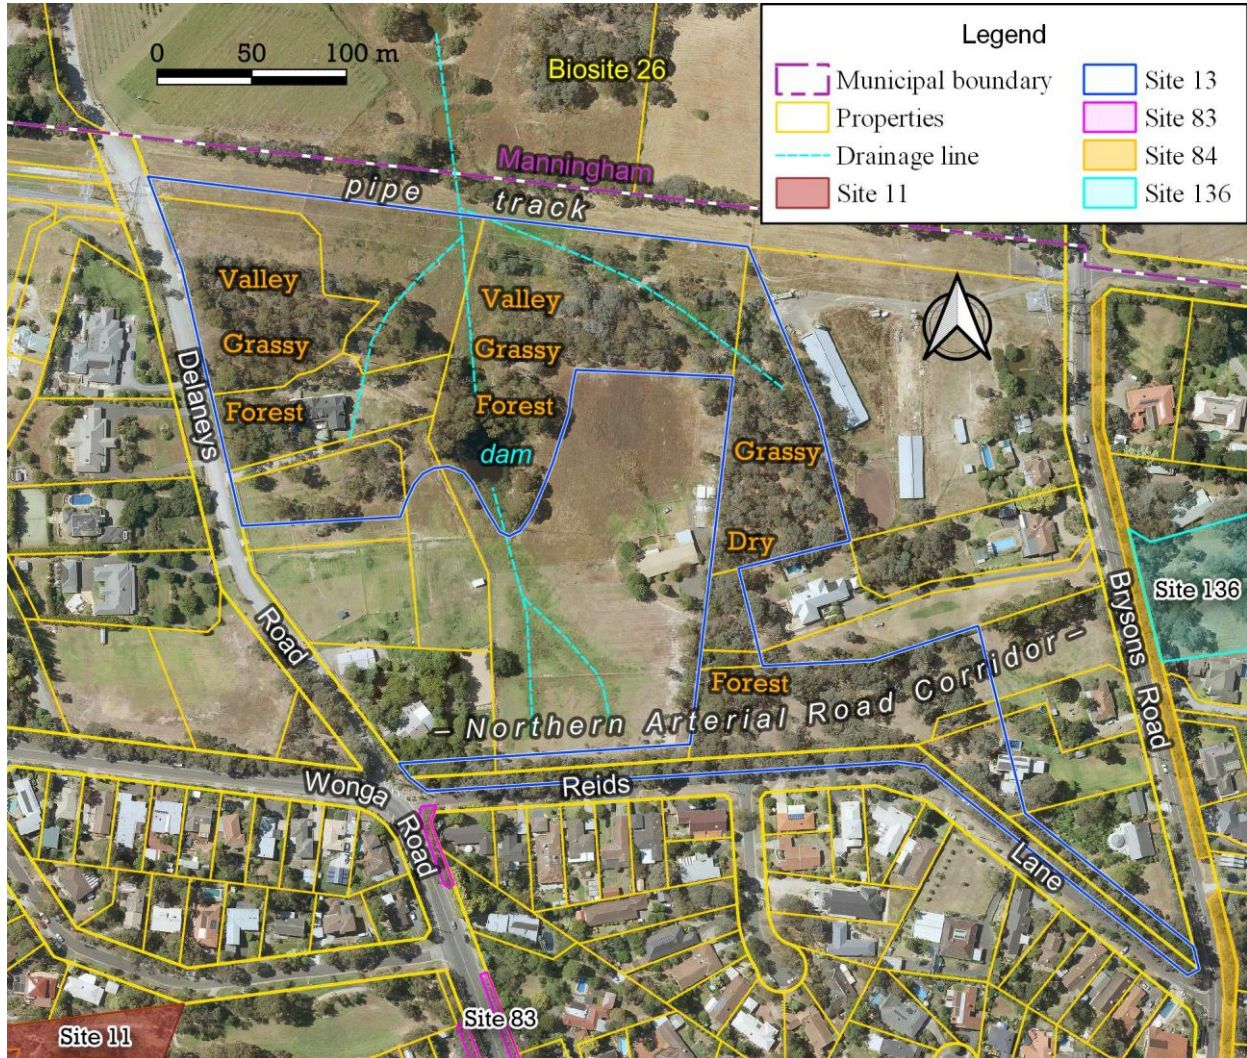 0 50 100 m
Biosite 26
Legend
Municipal boundary
Properties
Drainage line
Site 11
Site 13
Site 83
Site 84
Site 136
Manningham
pipe track
Valley
Grassy
Forest
Valley
Grassy
Forest
dam
Grassy
Dry
Forest
Delaneys
Road
Brysons Road
Site 136
– Northern Arterial Road Corridor –
Wonga
Road
Reids
Lane
Site 83
Site 11